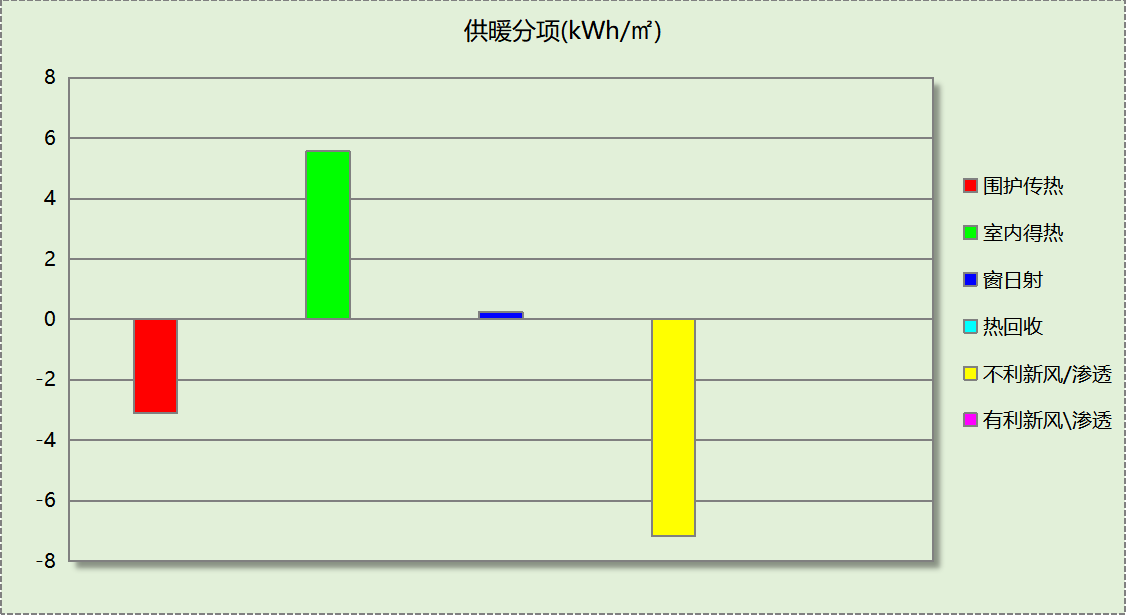 供暖分项(kWh/㎡)
8
6
4
2
0
-2
-4
-6
-8
围护传热
室内得热
窗日射
热回收
不利新风/渗透
有利新风\渗透